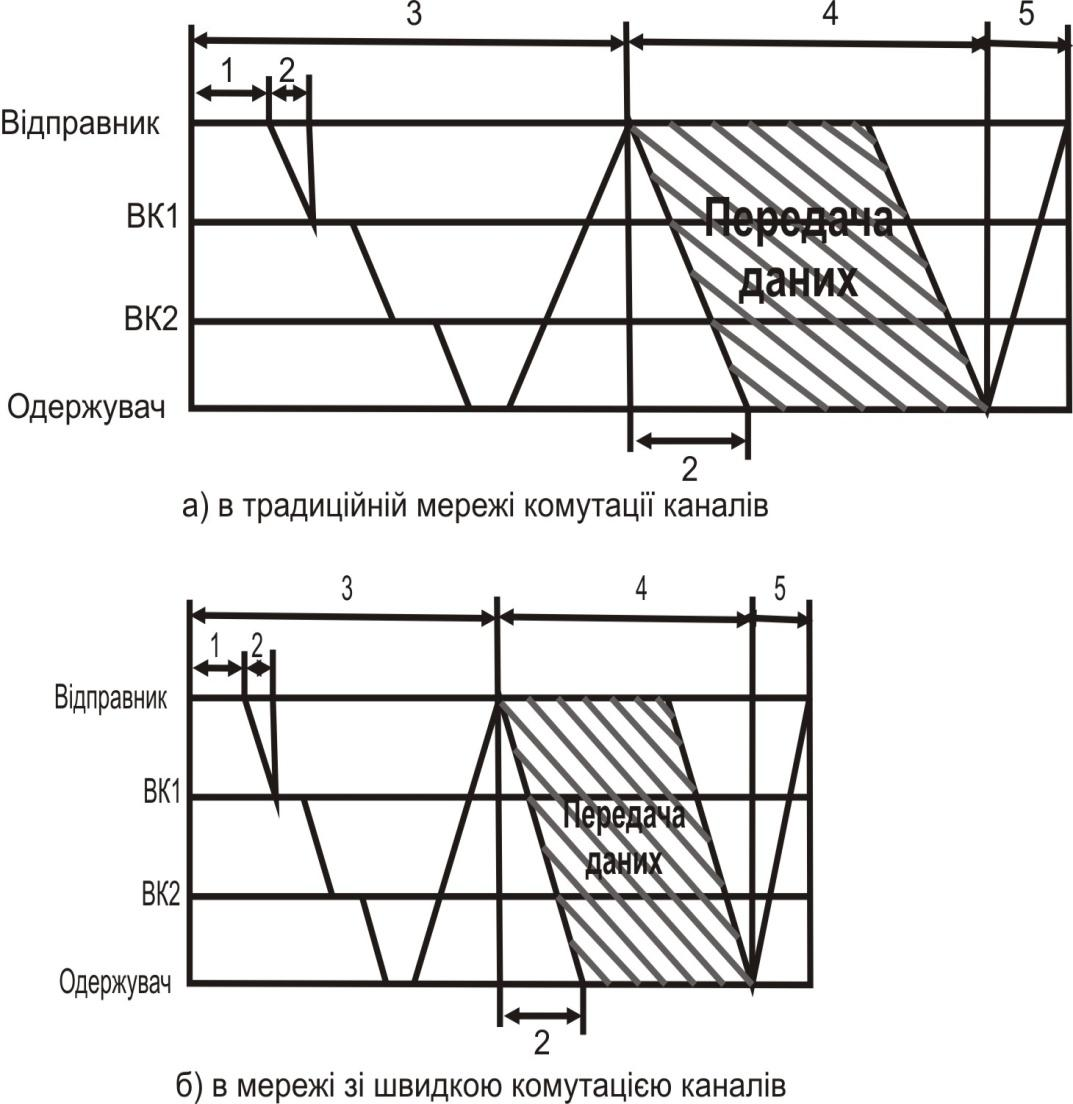 3 4 5
1 2
Відправник
ВК1
Передача
даних
ВК2
Одержувач
2
а) в традиційній мережі комутації каналів
3 4 5
1 2
Відправник
ВК1
Передача
даних
ВК2
Одержувач
2
б) в мережі зі швидкою комутацією каналів